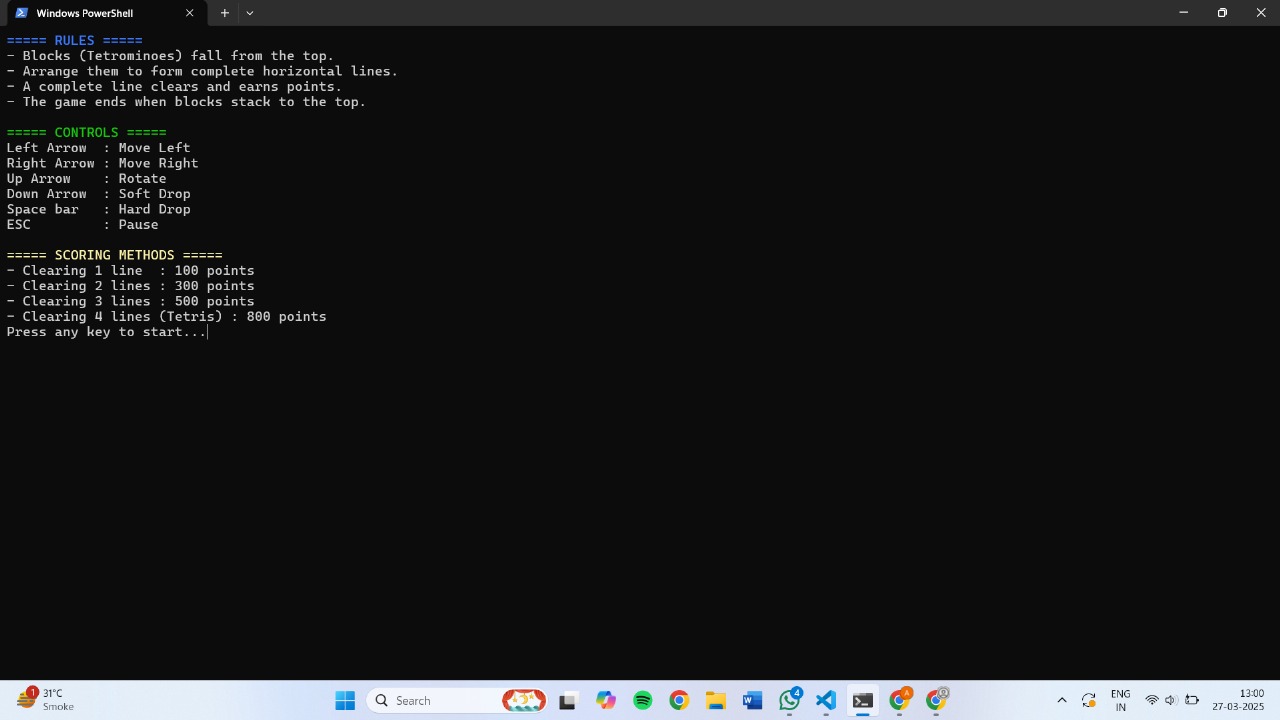 Windows PowerShell
===== RULES =====
- Blocks (Tetrominoes) fall from the top.
- Arrange them to form complete horizontal lines.
- A complete line clears and earns points.
- The game ends when blocks stack to the top.
===== CONTROLS =====
Left Arrow  : Move Left
Right Arrow : Move Right
Up Arrow    : Rotate
Down Arrow  : Soft Drop
Space bar   : Hard Drop
ESC         : Pause
===== SCORING METHODS =====
- Clearing 1 line  : 100 points
- Clearing 2 lines : 300 points
- Clearing 3 lines : 500 points
- Clearing 4 lines (Tetris) : 800 points
Press any key to start...
1
31°C
Smoke
Search
4
A
ENG
IN
13:00
27-03-2025